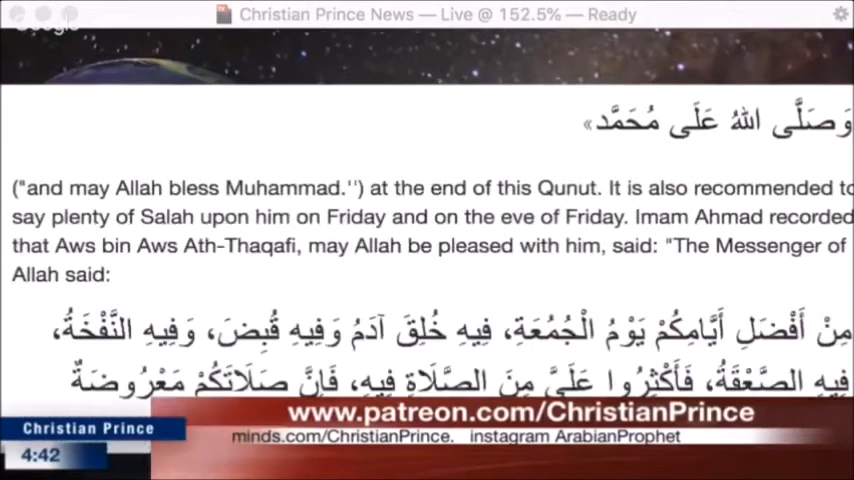 Christian Prince News — Live @ 152.5% — Ready
Google
وَصَلَّى اللهُ عَلَى مُحَمَّد»
("and may Allah bless Muhammad.'') at the end of this Qunut. It is also recommended to
say plenty of Salah upon him on Friday and on the eve of Friday. Imam Ahmad recorded
that Aws bin Aws Ath-Thaqafi, may Allah be pleased with him, said: "The Messenger of
Allah said:
مِنْ أَفْضَلِ أَيَّامِكُمْ يَوْمُ الْجُمُعَةِ، فِيهِ خُلِقَ آدَمُ وَفِيهِ قُبِضَ، وَفِيهِ النَّفْخَةُ،
فِيهِ الصَّعْقَةُ، فَأَكْثِرُوا عَلَيَّ مِنَ الصَّلَاةِ فِيهِ، فَإِنَّ صَلَاتَكُمْ مَعْرُوضَةٌ
www.patreon.com/ChristianPrince
Christian Prince
minds.com/ChristianPrince. instagram ArabianProphet
4:42